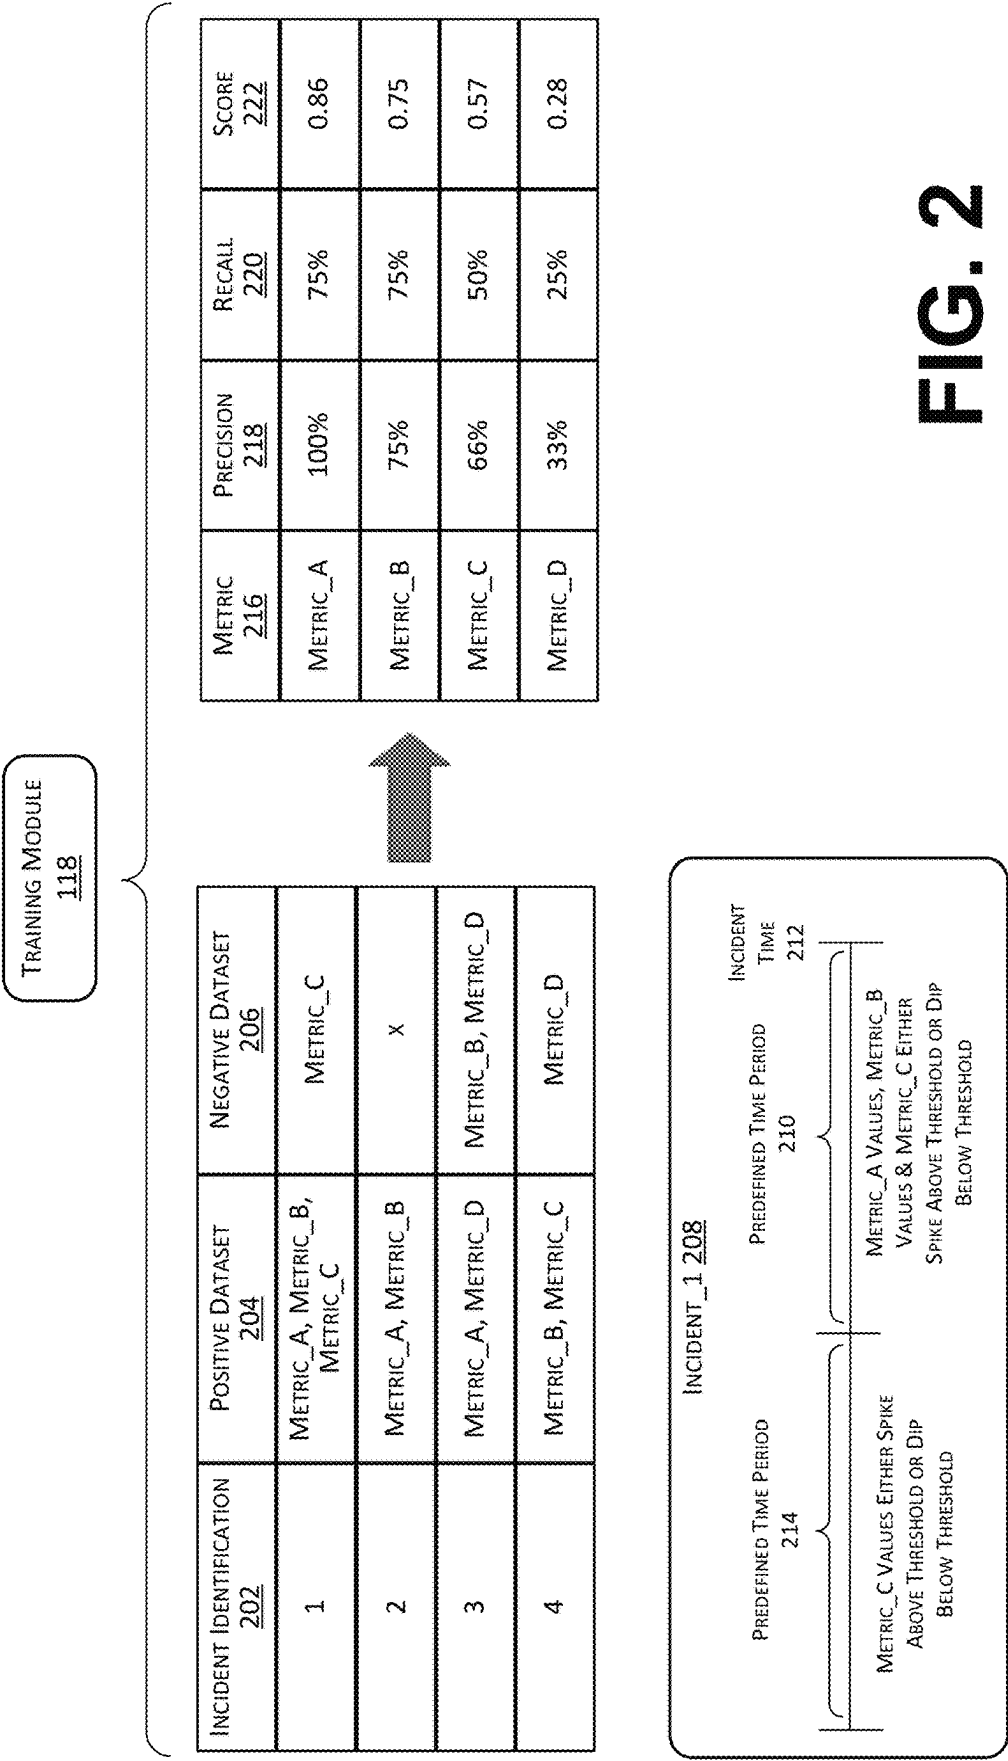 TRAINING MODULE
118
INCIDENT IDENTIFICATION
202
POSITIVE DATASET
204
NEGATIVE DATASET
206
1
METRIC_A, METRIC_B,
METRIC_C
METRIC_C
2
METRIC_A, METRIC_B
X
3
METRIC_A, METRIC_D
METRIC_B, METRIC_D
4
METRIC_B, METRIC_C
METRIC_D
METRIC
216
PRECISION
218
RECALL
220
SCORE
222
METRIC_A
100%
75%
0.86
METRIC_B
75%
75%
0.75
METRIC_C
66%
50%
0.57
METRIC_D
33%
25%
0.28
INCIDENT_1 208
PREDEFINED TIME PERIOD
214
PREDEFINED TIME PERIOD
210
INCIDENT
TIME
212
METRIC_C VALUES EITHER SPIKE
ABOVE THRESHOLD OR DIP
BELOW THRESHOLD
METRIC_A VALUES, METRIC_B
VALUES & METRIC_C EITHER
SPIKE ABOVE THRESHOLD OR DIP
BELOW THRESHOLD
FIG. 2